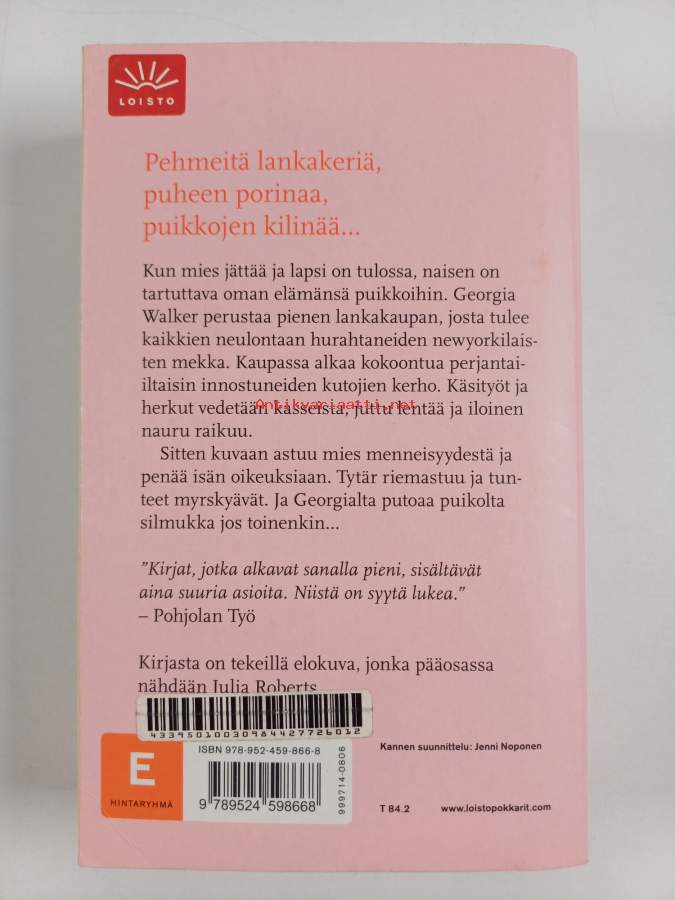 LOISTO
Pehmeitä lankakeriä,
puheen porinaa,
puikkojen kilinää...
Kun mies jättää ja lapsi on tulossa, naisen on
tartuttava oman elämänsä puikkoihin. Georgia
Walker perustaa pienen lankakaupan, josta tulee
kaikkien neulontaan hurahtaneiden newyorkilais-
ten mekka. Kaupassa alkaa kokoontua perjantai-
iltaisin innostuneiden kutojien kerho. Käsityöt ja
herkut vedetään kasseista, juttu lentää ja iloinen
Antikvariaatti.net
nauru raikuu.
Sitten kuvaan astuu mies menneisyydestä ja
penää isän oikeuksiaan. Tytär riemastuu ja tun-
teet myrskyävät. Ja Georgialta putoaa puikolta
silmukka jos toinenkin...
”Kirjat, jotka alkavat sanalla pieni, sisältävät
aina suuria asioita. Niistä on syytä lukea.”
– Pohjolan Työ
Kirjasta on tekeillä elokuva, jonka pääosassa
nähdään Julia Roberts
43395010030984427726012
E
HINTARYHMÄ
ISBN 978-952-459-866-8
9 789524 598668
999714-0806
Kannen suunnittelu: Jenni Noponen
T 84.2 www.loistopokkarit.com